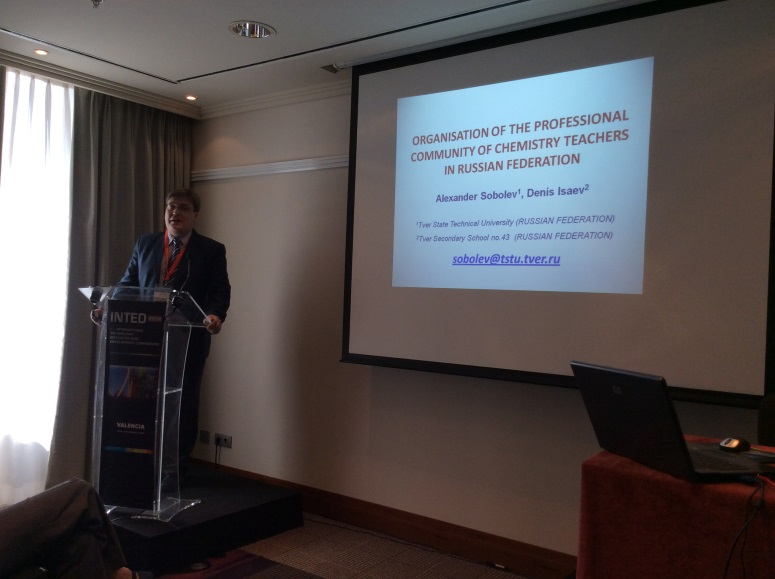 ORGANISATION OF THE PROFESSIONAL
COMMUNITY OF CHEMISTRY TEACHERS
IN RUSSIAN FEDERATION
Alexander Sobolev1, Denis Isaev2
1Tver State Technical University (RUSSIAN FEDERATION)
2Tver Secondary School no.43 (RUSSIAN FEDERATION)
sobolev@tstu.tver.ru
INTED
VALENCIA